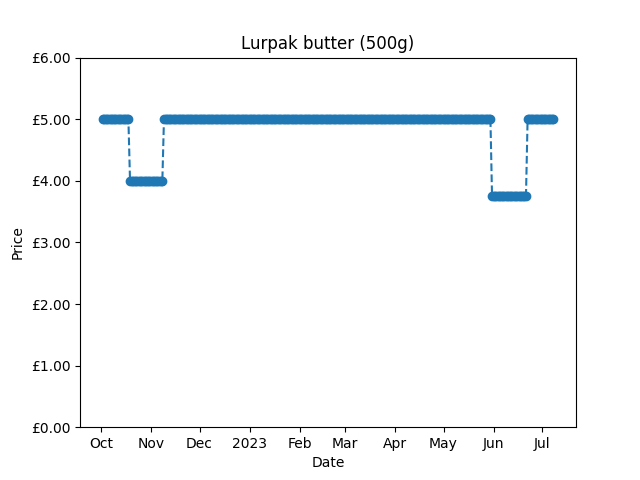 Lurpak butter (500g)
£6.00
£5.00
£4.00
£3.00
£2.00
£1.00
£0.00
Price
Oct Nov Dec 2023 Feb Mar Apr May Jun Jul
Date